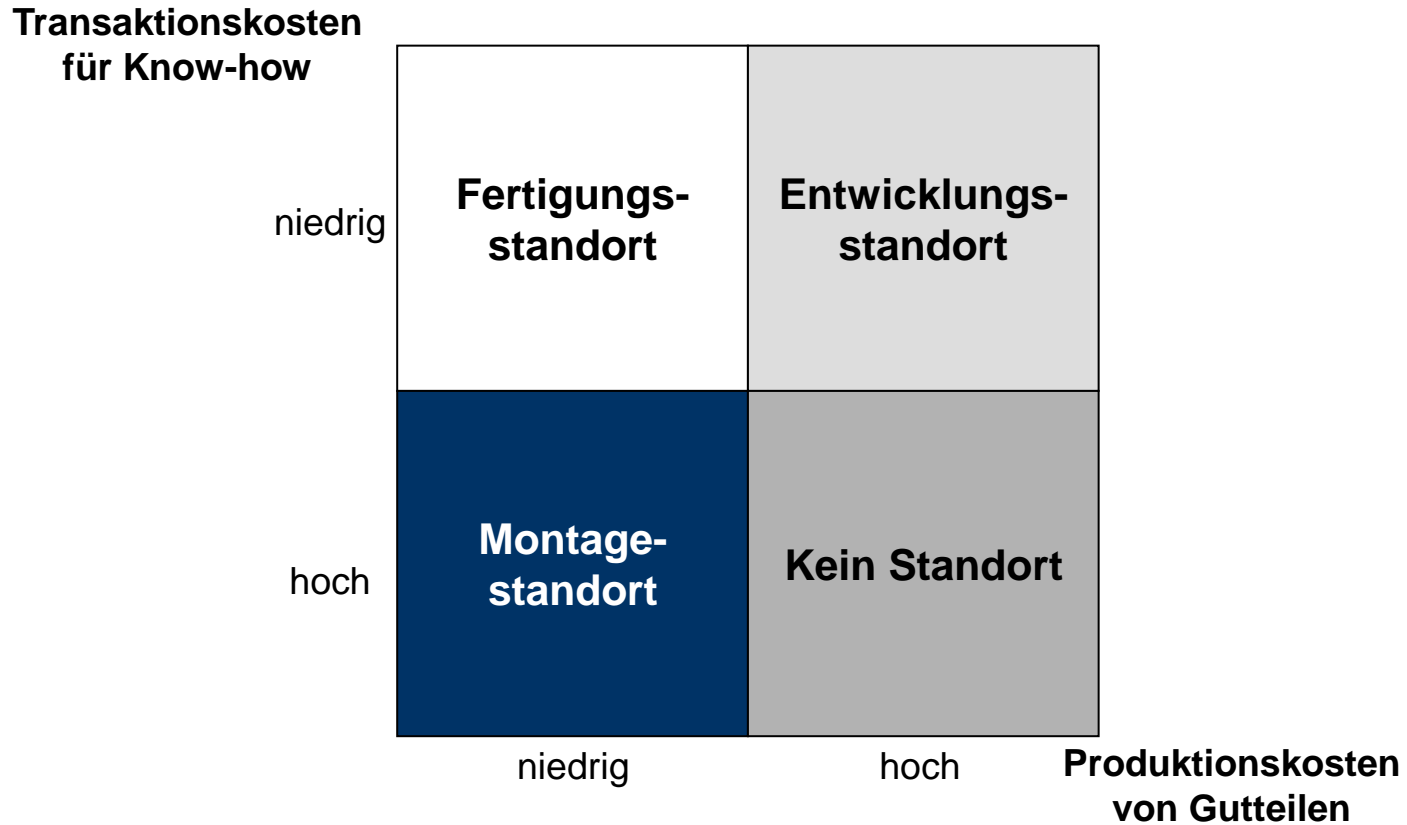 Transaktionskosten
für Know-how
niedrig
Fertigungs-
standort
Entwicklungs-
standort
hoch
Montage-
standort
Kein Standort
niedrig
hoch
Produktionskosten
von Gutteilen